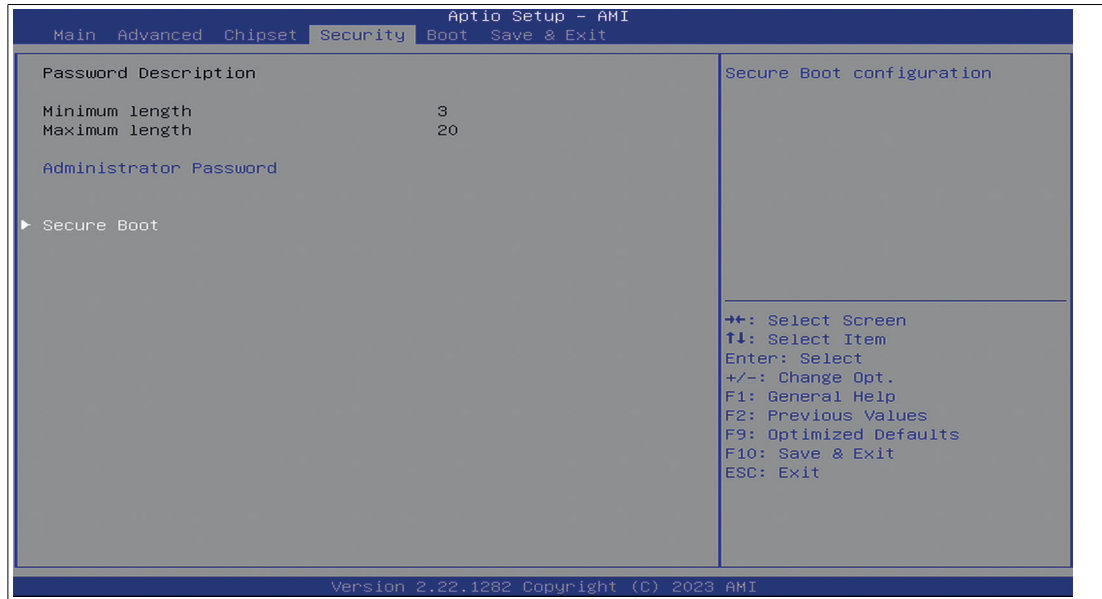 Aptio Setup – AMI
Main Advanced Chipset Security Boot Save & Exit
Password Description
Minimum length 3
Maximum length 20
Administrator Password
▶ Secure Boot
Secure Boot configuration
→←: Select Screen
↑↓: Select Item
Enter: Select
+/-: Change Opt.
F1: General Help
F2: Previous Values
F9: Optimized Defaults
F10: Save & Exit
ESC: Exit
Version 2.22.1282 Copyright (C) 2023 AMI